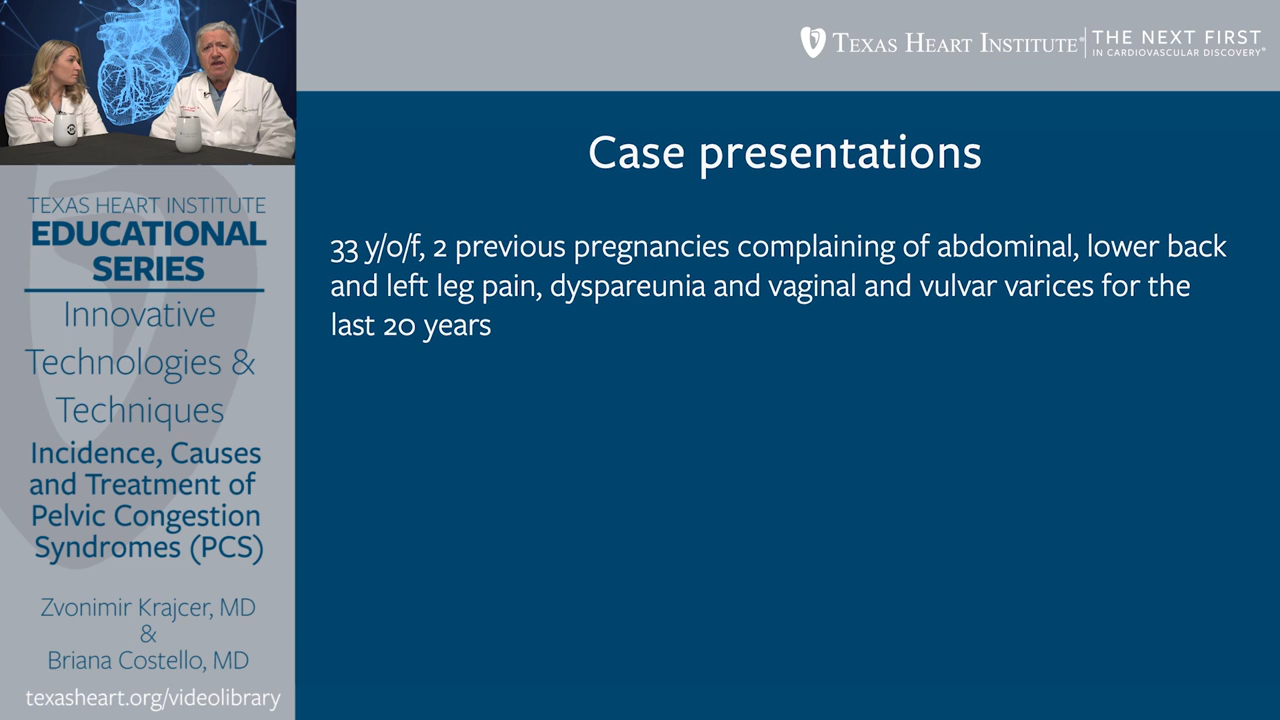 TEXAS HEART INSTITUTE® THE NEXT FIRST
IN CARDIOVASCULAR DISCOVERY®
TEXAS HEART INSTITUTE
EDUCATIONAL
SERIES
Innovative
Technologies &
Techniques
Incidence, Causes
and Treatment of
Pelvic Congestion
Syndromes (PCS)
Zvonimir Krajcer, MD
&
Briana Costello, MD
texasheart.org/videolibrary
Case presentations
33 y/o/f, 2 previous pregnancies complaining of abdominal, lower back
and left leg pain, dyspareunia and vaginal and vulvar varices for the
last 20 years